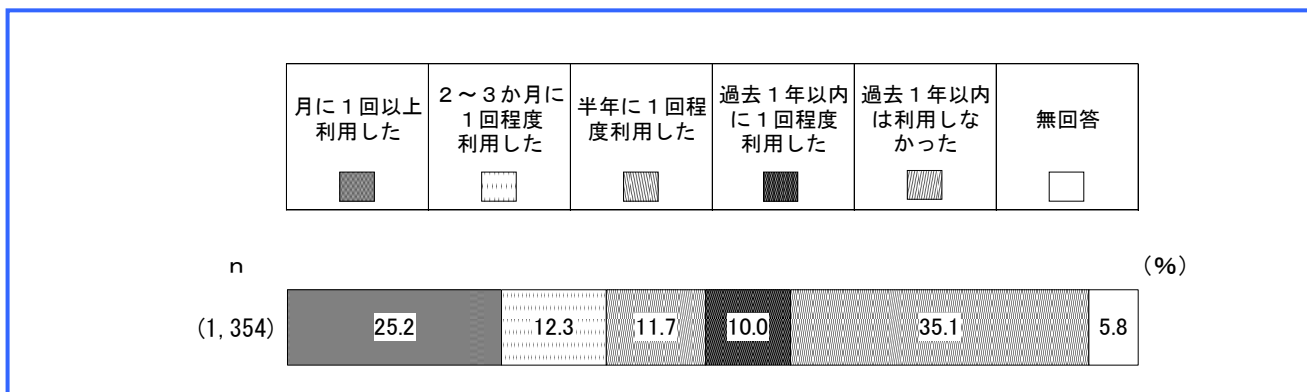 月に１回以上
利用した
２～３か月に
１回程度
利用した
半年に１回程
度利用した
過去１年以内
に１回程度
利用した
過去１年以内
は利用しな
かった
無回答
ｎ
（％）
(1,354)
25.2
12.3
11.7
10.0
35.1
5.8